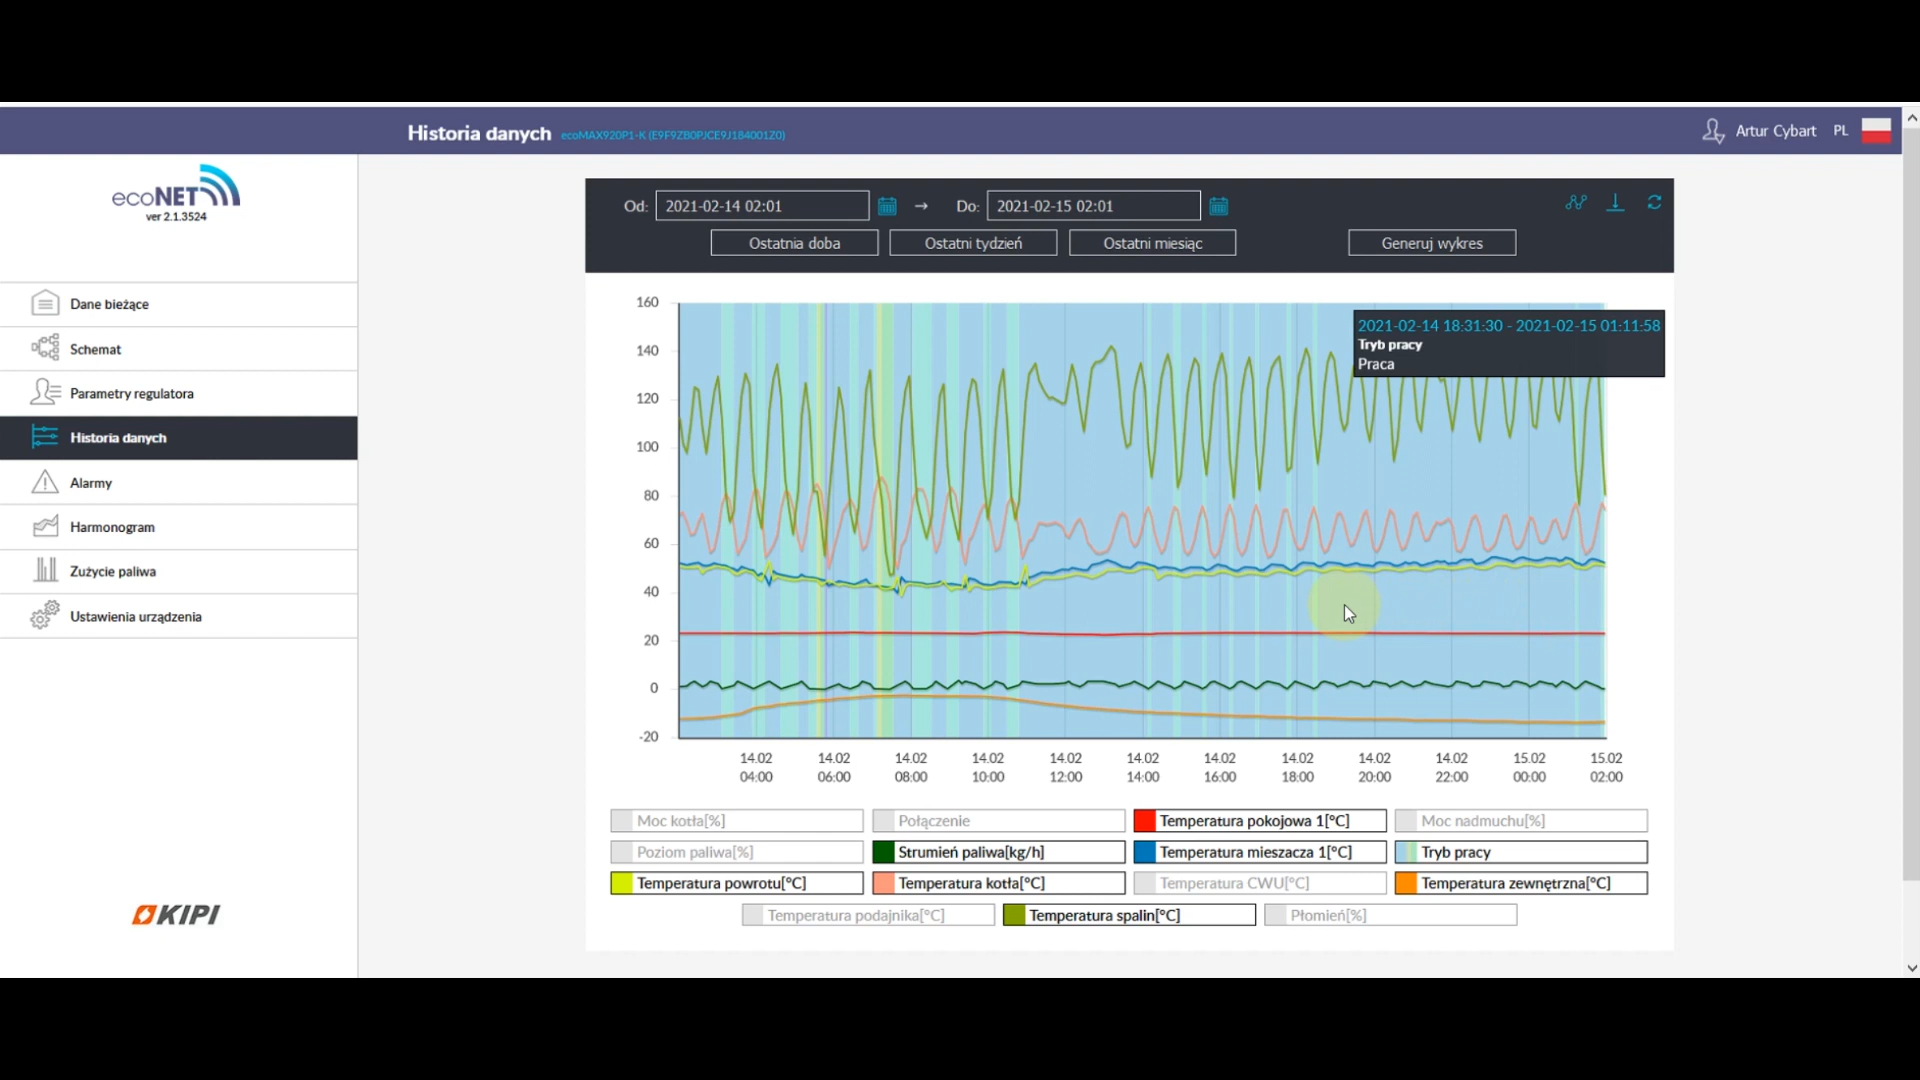 Historia danych ecoMAX920P1-K (E9F9ZB0PJCE9J184001Z0)
Artur Cybart PL
ecoNET
ver 2.1.3524
Dane bieżące
Schemat
Parametry regulatora
Historia danych
Alarmy
Harmonogram
Zużycie paliwa
Ustawienia urządzenia
KIPI
Od: 2021-02-14 02:01 → Do: 2021-02-15 02:01
Ostatnia doba Ostatni tydzień Ostatni miesiąc Generuj wykres
160
140
120
100
80
60
40
20
0
-20
2021-02-14 18:31:30 - 2021-02-15 01:11:58
Tryb pracy
Praca
14.02 14.02 14.02 14.02 14.02 14.02 14.02 14.02 14.02 14.02 15.02 15.02
04:00 06:00 08:00 10:00 12:00 14:00 16:00 18:00 20:00 22:00 00:00 02:00
Moc kotła[%] Połączenie Temperatura pokojowa 1[°C] Moc nadmuchu[%]
Poziom paliwa[%] Strumień paliwa[kg/h] Temperatura mieszacza 1[°C] Tryb pracy
Temperatura powrotu[°C] Temperatura kotła[°C] Temperatura CWU[°C] Temperatura zewnętrzna[°C]
Temperatura podajnika[°C] Temperatura spalin[°C] Płomień[%]